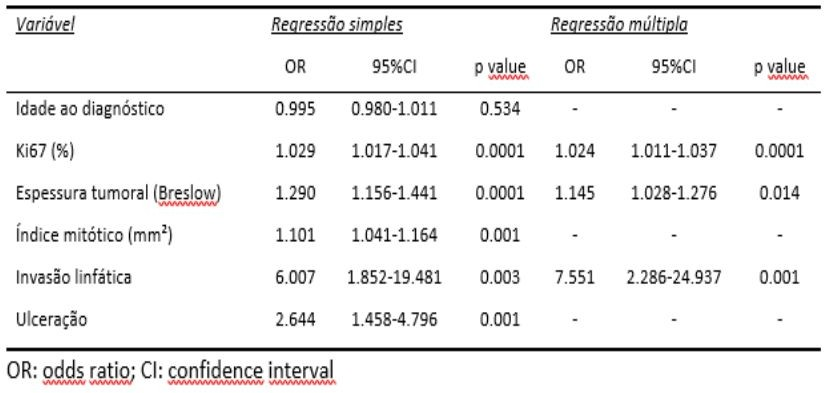 Variável Regressão simples Regressão múltipla
OR 95%CI p value OR 95%CI p value
Idade ao diagnóstico 0.995 0.980-1.011 0.534 - - -
Ki67 (%) 1.029 1.017-1.041 0.0001 1.024 1.011-1.037 0.0001
Espessura tumoral (Breslow) 1.290 1.156-1.441 0.0001 1.145 1.028-1.276 0.014
Índice mitótico (mm²) 1.101 1.041-1.164 0.001 - - -
Invasão linfática 6.007 1.852-19.481 0.003 7.551 2.286-24.937 0.001
Ulceração 2.644 1.458-4.796 0.001 - - -
OR: odds ratio; CI: confidence interval